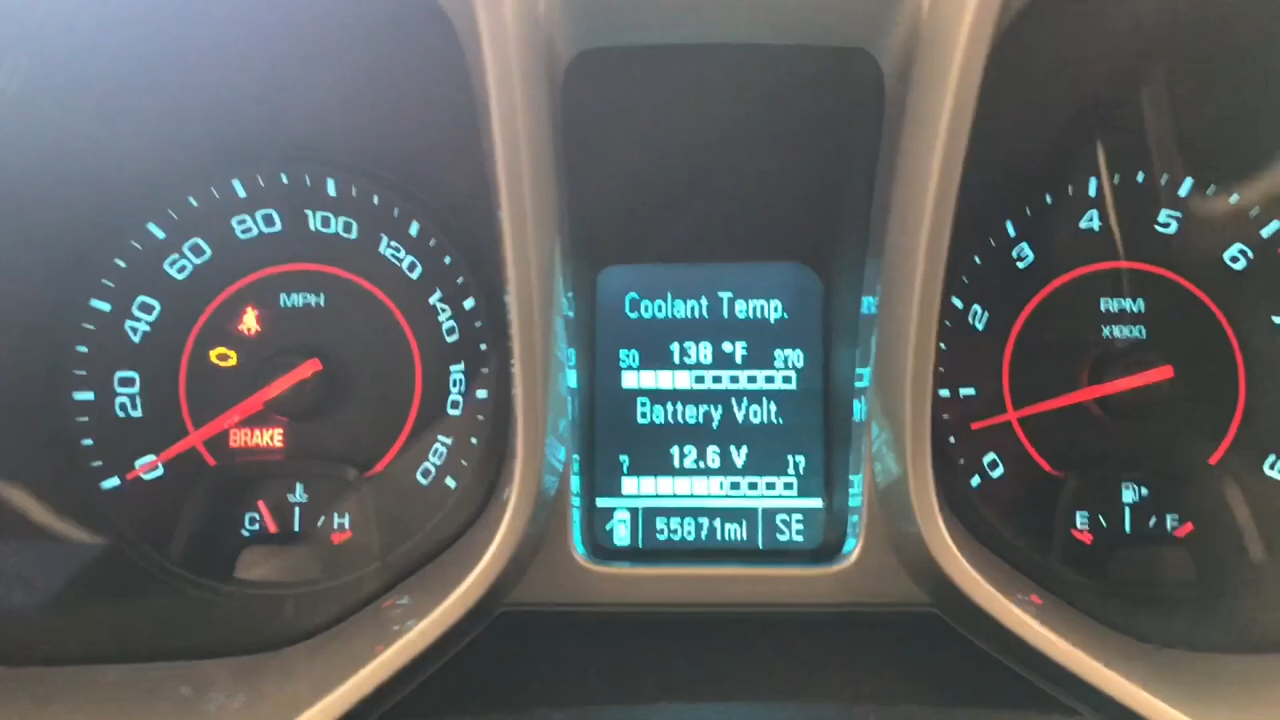 20
40
60
80
100
120
140
160
180
0
MPH
BRAKE
C H
Coolant Temp.
138 °F
50 270
Battery Volt.
12.6 V
7 17
55871mi SE
0
1
2
3
4
5
6
RPM
X1000
E F